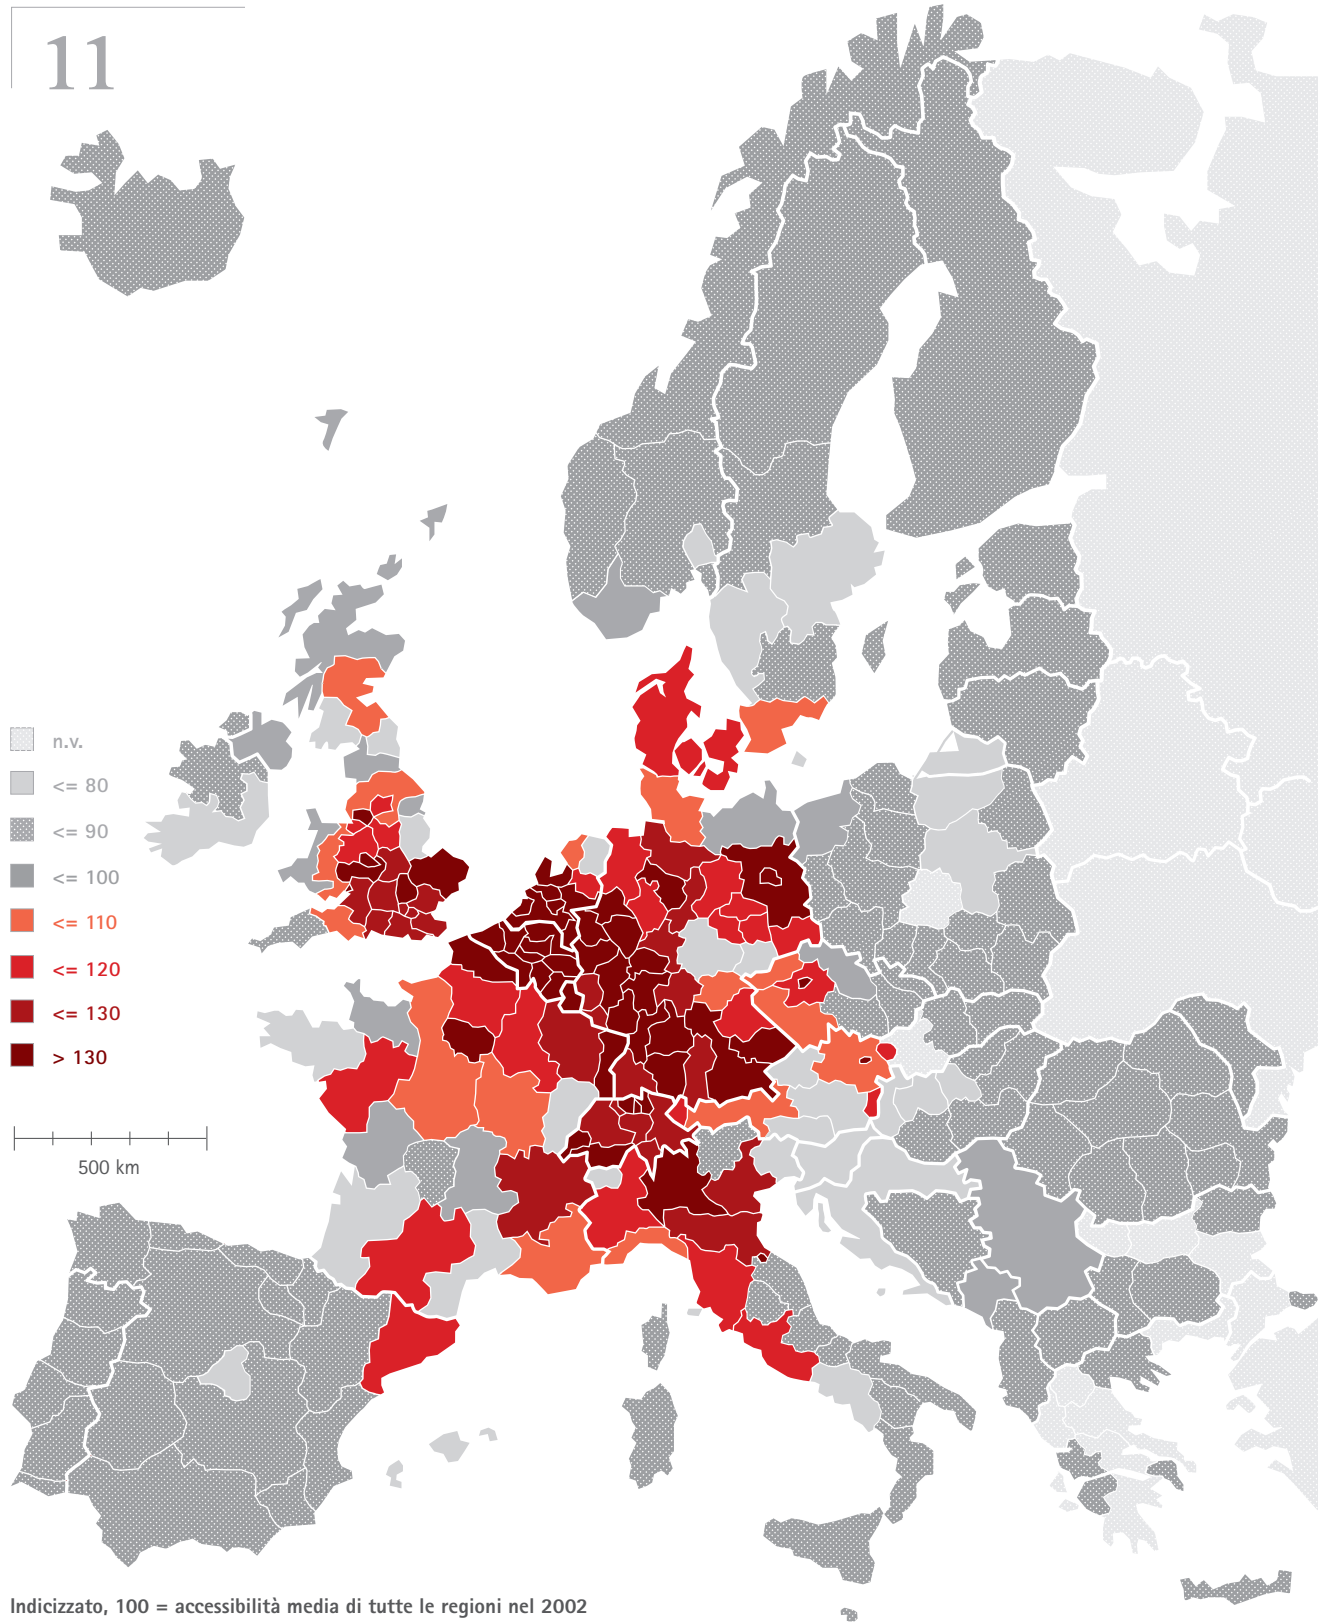 11
n.v.
<= 80
<= 90
<= 100
<= 110
<= 120
<= 130
> 130
500 km
Indicizzato, 100 = accessibilità media di tutte le regioni nel 2002